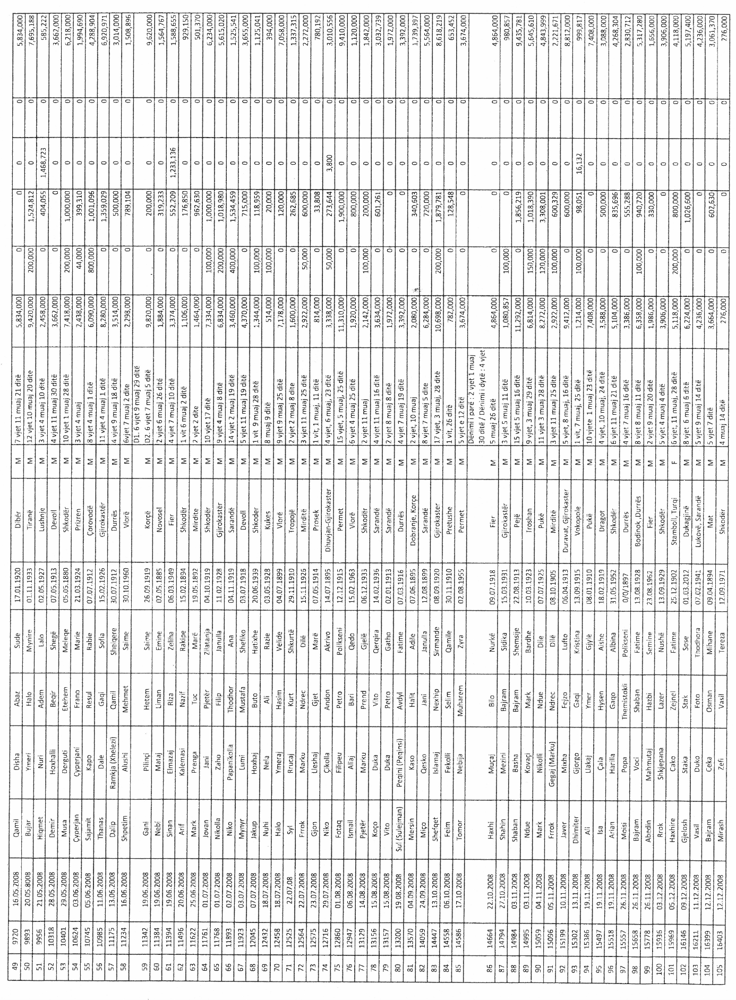 49 9720 16.05.2008 Qamil Disha Abaz Sude 17.01.1920 Dibër M 7 vjet 11 muaj 21 ditë 5,834,000 0 0 0 0 5,834,000
50 9893 20.05.8008 Bujar Ymeri Halo Mynire 01.11.1933 Tiranë M 12 vjet 10 muaj 20 dite 9,420,000 200,000 1,524,812 0 0 7,695,188
51 9956 21.05.2008 Hiqmet Nuri Adem Lalo 02.05.1927 Lushnje M 3 vjet 4 muaj 10 ditë 2,458,000 0 404,055 1,468,723 0 585,222
52 10318 28.05.2008 Demir Hoxhalli Beqir Shegë 07.05.1913 Devoll M 4 vjet 11 muaj 30 ditë 3,662,000 0 0 0 0 3,662,000
53 10401 29.05.2008 Musa Derguti Etehem Meleqe 05.05.1880 Shkodër M 10 vjet 1 muaj 28 ditë 7,418,000 200,000 1,000,000 0 0 6,218,000
54 10624 03.06.2008 Çyperjan Çyperjani Frano Marie 21.03.1924 Prizren M 3 vjet 4 muaj 2,438,000 44,000 399,310 0 0 1,994,690
55 10745 05.06.2008 Sajamit Kapo Resul Rabie 07.07.1912 Çorovodë M 8 vjet 4 muaj 1 ditë 6,090,000 800,000 1,001,096 0 0 4,288,904
56 10985 11.06.2008 Thanas Dale Gaqi Sofia 15.02.1926 Gjirokastër M 11 vjet 4 muaj 1 ditë 8,280,000 0 1,359,029 0 0 6,920,971
57 11175 13.06.2008 Dalip Ramkja (Xhelezi) Qamil Sheqere 30.07.1912 Durrës M 4 vjet 9 muaj 18 ditë 3,514,000 0 500,000 0 0 3,014,000
58 11234 16.06.2008 Shpetim Alushi Mehmet Saime 30.10.1960 Vlorë M 6vjet 7 muaj 2 dite 2,298,000 0 789,104 0 0 1,508,896
D1. 6 vjet 9 muaj 29 ditë
59 11342 19.06.2008 Gani Pilinçi Hetem Saime 26.09.1919 Korçë M D2. 6 vjet 7 muaj 5 ditë 9,820,000 0 200,000 0 0 9,620,000
60 11384 19.06.2008 Nebi Mataj Liman Emine 02.05.1885 Novosel M 2 vjet 6 muaj 26 ditë 1,884,000 0 319,233 0 0 1,564,767
61 11394 19.06.2008 Sinan Elmazaj Riza Zeliha 06.03.1949 Fier M 4 vjet 7 muaj 10 ditë 3,374,000 0 552,209 1,233,136 0 1,588,655
62 11496 20.06.2008 Arif Kalemasi Nazif Rakipe 15.02.1894 Shkodër M 1 vit 6 muaj 2 ditë 1,106,000 0 176,850 0 0 929,150
63 11622 25.06.2008 Mark Prenga Tuc Marë 19.05.1892 Mirdite M 2 vjet 2 dite 1,464,000 0 962,630 0 0 501,370
64 11761 01.07.2008 Jovan Jani Pjetër Zilatanja 04.10.1919 Shkodër M 10 vjet 17 ditë 7,334,000 100,000 1,000,000 0 0 6,234,000
65 11768 01.07.2008 Nikolla Zaho Filip Janulla 11.02.1928 Gjirokastër M 9 vjet 4 muaj 8 ditë 6,834,000 200,000 1,018,980 0 0 5,615,020
66 11893 02.07.2008 Niko Papanikolla Thodhor Ana 04.11.1919 Sarandë M 14 vjet 2 muaj 19 ditë 3,460,000 400,000 1,534,459 0 0 1,525,541
67 11923 03.07.2008 Mynyr Lumi Mustafa Shefiko 03.07.1918 Devoll M 5 vjet 11 muaj 19 ditë 4,370,000 0 715,000 0 0 3,655,000
68 12045 07.07.2008 Jakup Hoxhaj Buto Hatixhe 20.06.1939 Shkoder M 1 vit 9 muaj 28 ditë 1,344,000 100,000 118,959 0 0 1,125,041
69 12432 18.07.2008 Nuhi Nela Ali Razie 03.05.1928 Kukes M 8 muaj 9 ditë 514,000 100,000 20,000 0 0 394,000
70 12458 18.07.2008 Halo Ymeraj Hasim Velide 04.07.1899 Vlorë M 9 vjet 9 muaj 25 ditë 7,178,000 0 120,000 0 0 7,058,000
71 12525 22.07.08 Syl Rrucaj Kurt Shkurtë 29.11.1910 Tropojë M 2 vjet 2 muaj 8 dite 1,600,000 0 262,685 0 0 1,337,315
72 12564 22.07.2008 Frrok Marku Ndrec Dilë 15.11.1926 Mirditë M 3 vjet 11 muaj 25 ditë 2,922,000 50,000 600,000 0 0 2,272,000
73 12575 23.07.2008 Gjon Lleshaj Gjet Marë 07.05.1914 Prosek M 1 vit, 1 muaj, 11 ditë 814,000 0 33,808 0 0 780,192
74 12716 29.07.2008 Niko Çikolla Andon Akrivo 14.07.1895 Dhuvjan-Gjirokaster M 4 vjet, 6 muaj, 23 ditë 3,338,000 50,000 273,644 3,800 0 3,010,556
75 12860 01.08.2008 Fotaq Filipeu Petro Polikseni 12.12.1915 Permet M 15 vjet, 5 muaj, 25 ditë 11,310,000 0 1,900,000 0 0 9,410,000
76 12947 06.08.2008 Ismail Aliaj Bari Qedo 15.02.1963 Vlorë M 6 vjet 4 muaj 25 ditë 1,920,000 0 800,000 0 0 1,120,000
77 13129 14.08.2008 Pjetër Marku Prend Gjelë 06.12.1933 Shkodër M 2 vjet 11 muaj 2,142,000 100,000 200,000 0 0 1,842,000
78 13156 15.08.2008 Koço Duka Vito Qerqira 14.02.1936 Sarandë M 4 vjet 11 muaj 16 ditë 3,634,000 0 601,261 0 0 3,032,739
79 13157 15.08.2008 Vito Duka Petro Gatho 02.01.1913 Sarandë M 2 vjet 8 muaj 8 ditë 1,972,000 0 0 0 0 1,972,000
80 13200 19.08.2008 Sul (Sulejman) Peqini (Peqinsi) Avdyl Fatime 07.03.1916 Durrës M 4 vjet 7 muaj 19 ditë 3,392,000 0 0 0 0 3,392,000
81 13570 04.09.2008 Mersin Kaso Halit Adile 07.06.1895 Dobranje, Korçe M 2 vjet, 10 muaj 2,080,000 0 340,603 0 0 1,739,397
82 14059 24.09.2008 Miço Qesko Jani Janulla 12.08.1899 Sarandë M 8 vjet 7 muaj 5 dite 6,284,000 0 720,000 0 0 5,564,000
83 14447 13.10.2008 Shefqet Islamaj Nexhip Sirmande 08.09.1920 Gjirokaster M 17 vjet, 3 muaj, 28 ditë 10,698,000 200,000 1,879,781 0 0 8,618,219
84 14558 06.10.2008 Feim Fekolli Selim Qamile 30.11.1910 Pretushe M 1 vit, 26 ditë 782,000 0 128,548 0 0 653,452
85 14586 17.10.2008 Tomor Nebija Muharem Zyra 02.08.1955 Permet M 5 vjet e 12 ditë 3,674,000 0 0 0 0 3,674,000
Dënimi i parë : 2 vjet 1 muaj
30 ditë / Dënimi i dytë : 4 vjet
86 14664 22.10.2008 Haxhi Muçaj Bilo Nurkë 09.07.1918 Fier M 5 muaj 26 ditë 4,864,000 0 0 0 0 4,864,000
87 14794 27.10.2008 Shahin Mezini Bajram Sidika 15.03.1931 Gjirokastër M 3 vjet 5 muaj 11 ditë 1,080,857 100,000 0 0 0 980,857
88 14984 03.11.2008 Shaban Basha Bajram Shemsije 22.08.1913 Pejë M 15 vjet 5 muaj 16 ditë 11,292,000 0 1,856,219 0 0 9,435,781
89 14995 03.11.2008 Ndue Kovaçi Mark Bardhe 10.03.1923 Troshan M 9 vjet, 3 muaj 29 ditë 6,814,000 150,000 1,018,390 0 0 5,645,610
90 15059 04.11.2008 Mark Nikolli Ndue Dile 07.07.1925 Pukë M 11 vjet 3 muaj 28 ditë 8,272,000 120,000 3,308,001 0 0 4,843,999
91 15096 05.11.2008 Frrok Gegaj (Marku) Ndrec Dilë 08.10.1905 Mirditë M 3 vjet 11 muaj 25 ditë 2,922,000 100,000 600,329 0 0 2,221,671
92 15199 10.11.2008 Javer Mixha Fejzo Lufto 06.04.1913 Duravat, Gjirokaster M 5 vjet, 8 muaj, 16 ditë 9,412,000 0 600,000 0 0 8,812,000
93 15302 13.11.2008 Dhimiter Gjorgo Gaqi Kristina 13.09.1915 Vokopole M 1 vit, 7 muaj, 25 ditë 1,214,000 100,000 98,051 16,132 0 999,817
94 15386 19.11.2008 Ali Llakaj Ymer Gjylë 08.01.1910 Pukë M 10 vjete 1 muaj 23 ditë 7,408,000 0 0 0 0 7,408,000
95 15497 19.11.2008 Isa Çala Hysen Aishe 18.02.1919 Dragot M 4 vjet, 10 muaj, 24 ditë 3,588,000 0 500,000 0 0 3,088,000
96 15518 19.11.2008 Arian Harilla Gaqo Albina 31.05.1952 Shkodër M 6 vjet 11 muaj 21 ditë 5,104,000 0 835,696 0 0 4,268,304
97 15557 26.11.2008 Moisi Popa Themistokli Polikseni 0/0/1897 Durrës M 4 vjet 7 muaj 16 ditë 3,386,000 0 555,288 0 0 2,830,712
98 15658 26.11.2008 Bajram Voci Shaban Fatime 13.08.1928 Bodinok,Durrës M 8 vjet 8 muaj 11 ditë 6,358,000 100,000 940,720 0 0 5,317,280
99 15778 26.11.2008 Abedin Mahmutaj Hazbi Semine 23.08.1962 Fier M 2 vjet 9 muaj 20 ditë 1,986,000 0 330,000 0 0 1,656,000
100 15936 03.12.2008 Rrok Shkjepana Lazer Nushë 13.09.1929 Shkodër M 5 vjet 4 muaj 4 ditë 3,906,000 0 0 0 0 3,906,000
101 15969 05.12.2008 Haxhire Cako Zejnel Fatime 25.12.1902 Stamboll, Turqi F 6 vjet, 11 muaj, 28 ditë 5,118,000 200,000 800,000 0 0 4,118,000
102 16146 09.12.2008 Gjelosh Staka Stak Sose 01.03.2012 Dukagjinë M 8 vjet 6 muaj 6 ditë 6,224,000 0 1,026,600 0 0 5,197,400
103 16211 11.12.2008 Vasil Duko Foto Thodhora 07.02.1941 Lukovë, Sarandë M 5 vjet 9 muaj 14 ditë 4,236,000 0 0 0 0 4,236,000
104 16399 12.12.2008 Bajram Ceka Osman Mihane 09.04.1894 Mat M 5 vjet 7 ditë 3,664,000 0 602,630 0 0 3,061,370
105 16403 12.12.2008 Mirash Zefi Vasil Tereza 12.09.1971 Shkodër M 4 muaj 14 ditë 276,000 0 0 0 0 276,000